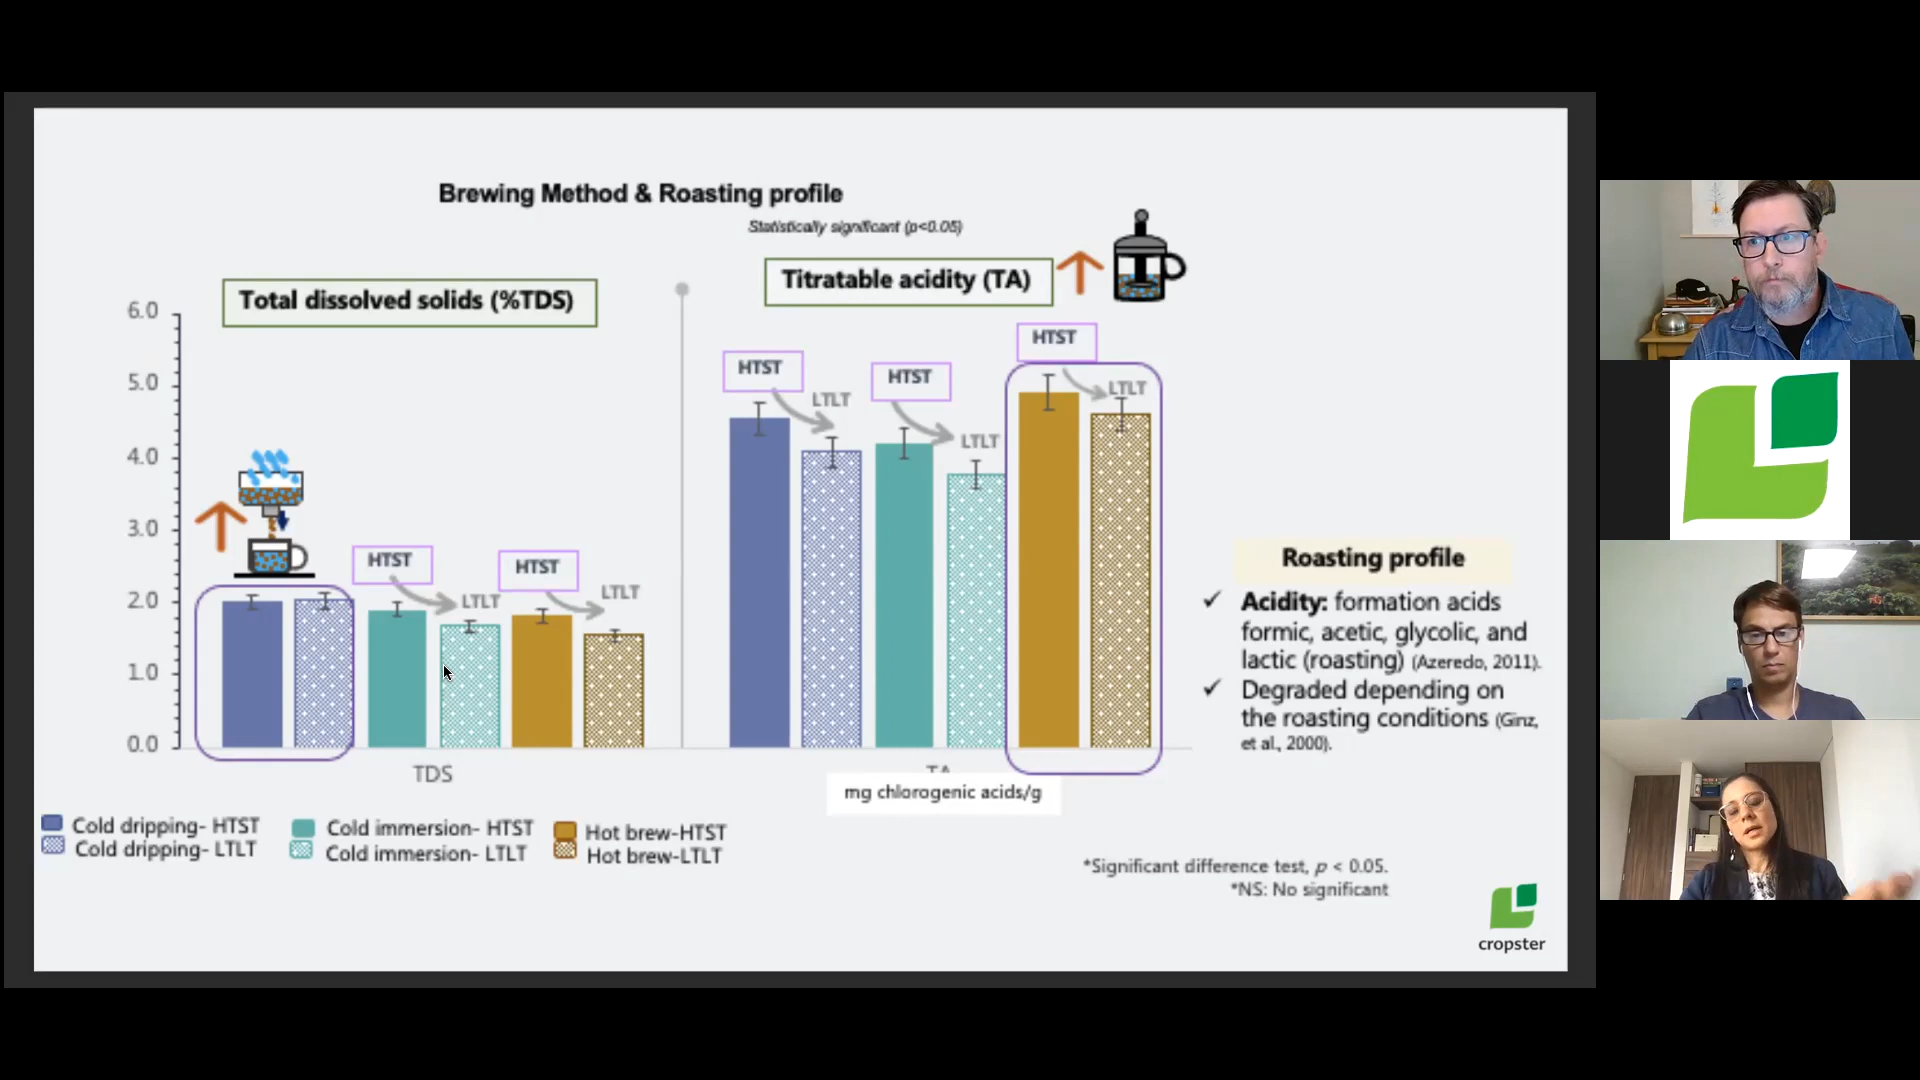 Brewing Method & Roasting profile
Statistically significant (p<0.05)
Total dissolved solids (%TDS)
Titratable acidity (TA)
6.0
5.0
4.0
3.0
2.0
1.0
0.0
HTST
LTLT
HTST
LTLT
HTST
LTLT
HTST
LTLT
HTST
LTLT
TDS
TA
mg chlorogenic acids/g
Roasting profile
✓ Acidity: formation acids
formic, acetic, glycolic, and
lactic (roasting) (Azeredo, 2011).
✓ Degraded depending on
the roasting conditions (Ginz,
et al., 2000).
Cold dripping- HTST
Cold dripping- LTLT
Cold immersion- HTST
Cold immersion- LTLT
Hot brew-HTST
Hot brew-LTLT
*Significant difference test, p < 0.05.
*NS: No significant
cropster